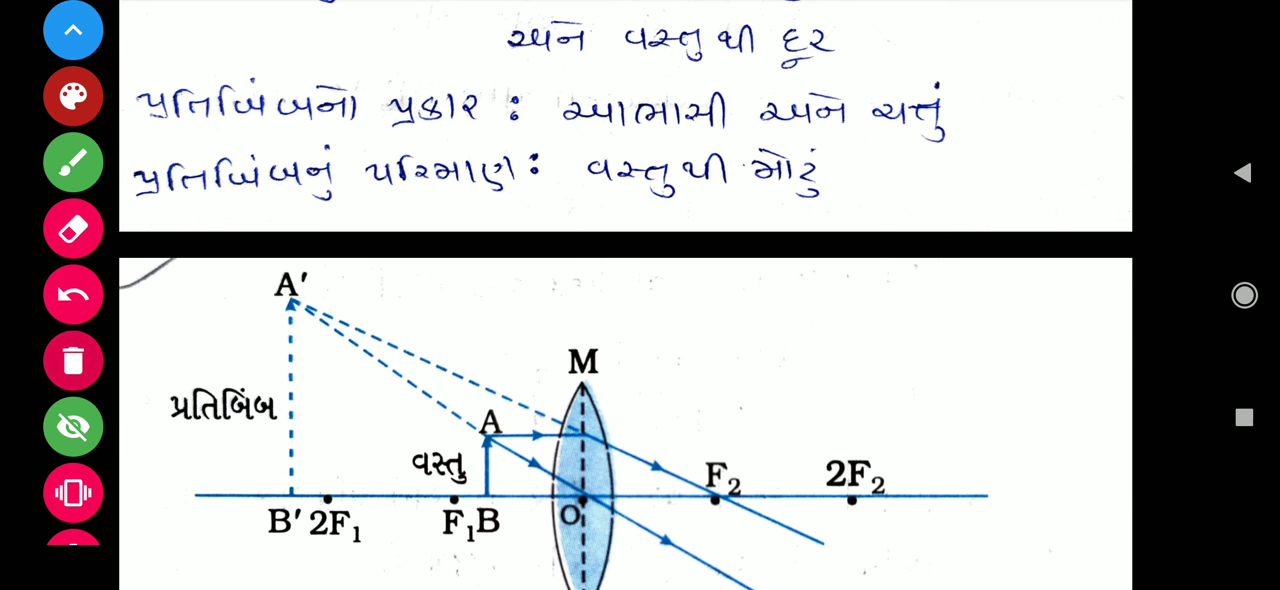 અને વસ્તુથી દૂર
પ્રતિબિંબનો પ્રકાર : આભાસી અને ચત્તું
પ્રતિબિંબનું પરિમાણ : વસ્તુથી મોટું
A'
M
પ્રતિબિંબ
A
વસ્તુ
F₂
2F₂
O
B' 2F₁
F₁B